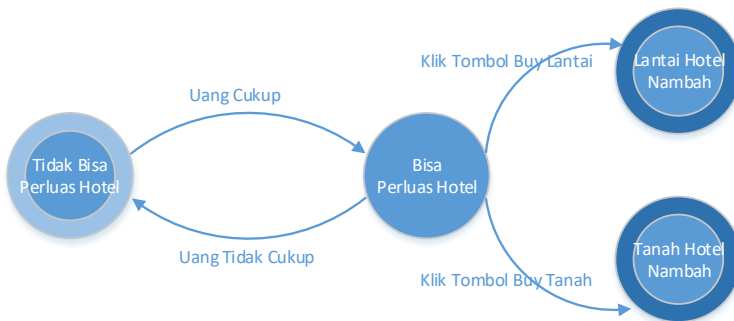 Klik Tombol Buy Lantai
Lantai Hotel
Nambah
Uang Cukup
Tidak Bisa
Perluas Hotel
Bisa
Perluas Hotel
Uang Tidak Cukup
Klik Tombol Buy Tanah
Tanah Hotel
Nambah